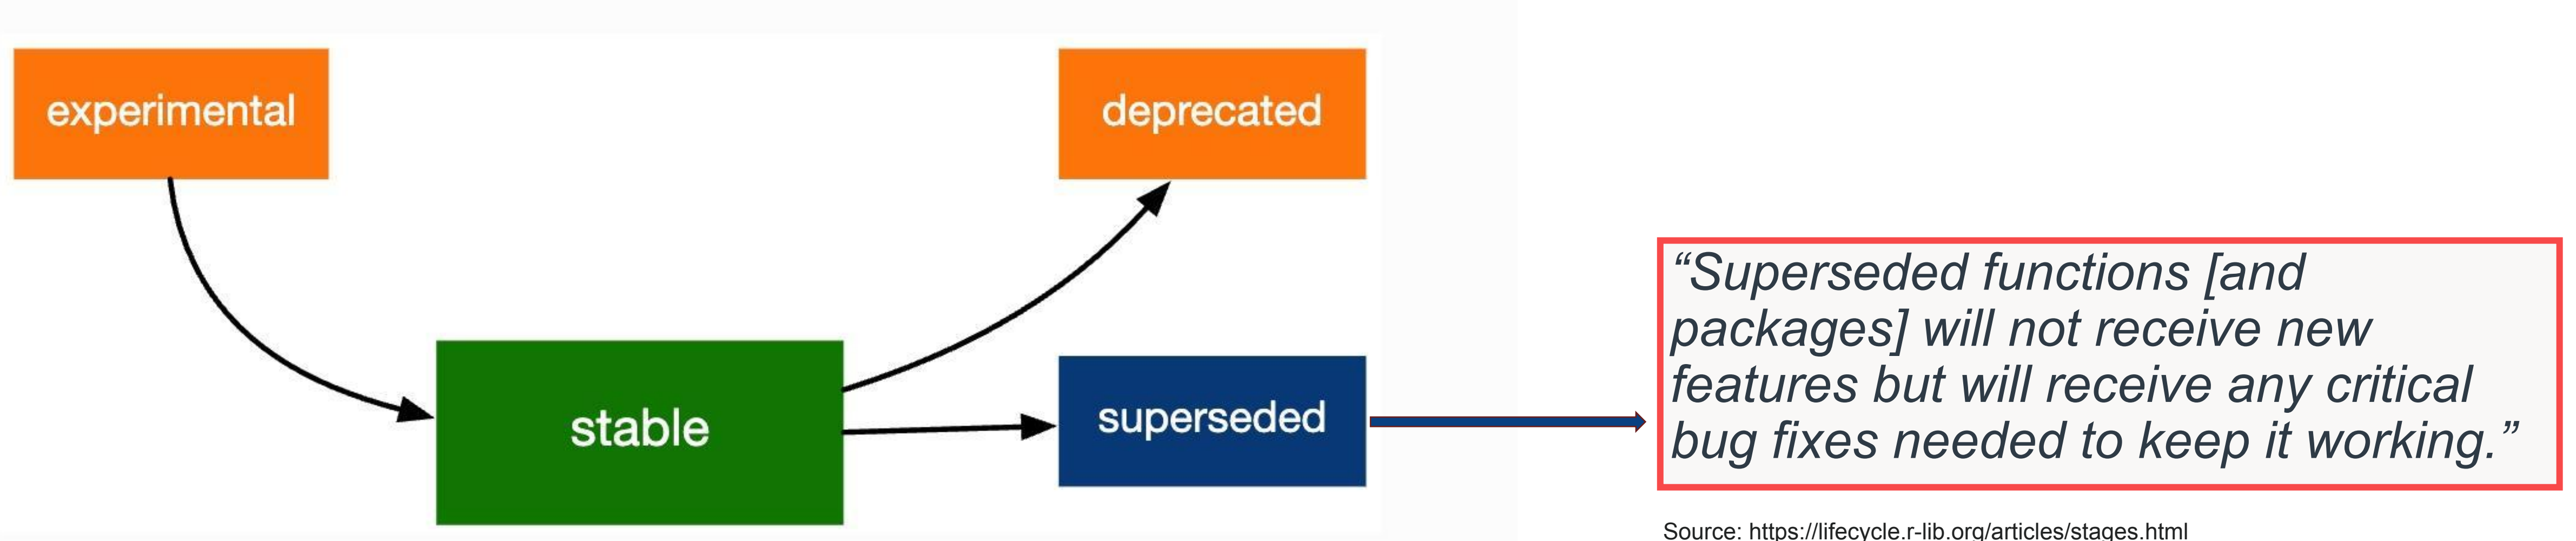 experimental
deprecated
stable
superseded
“Superseded functions [and
packages] will not receive new
features but will receive any critical
bug fixes needed to keep it working.”
Source: https://lifecycle.r-lib.org/articles/stages.html